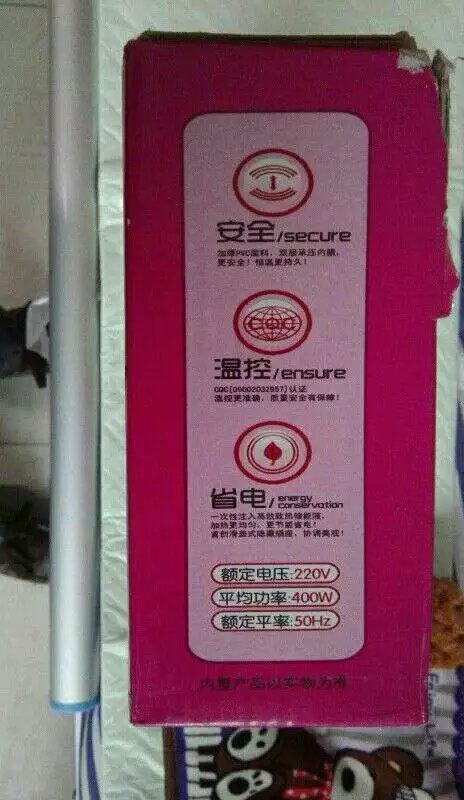 安全/secure
加厚PVC面料，双层承压内胆，
更安全！恒温更持久！
CQC
温控/ensure
CQC[09002032957]认证
温控更准确，质量安全有保障！
省电/energy conservation
一次性注入高效散热储能液，
加热更均匀，更节能省电！
首创滑盖式隐藏插座，协调美观！
额定电压:220V
平均功率:400W
额定平率:50Hz
内置产品以实物为准